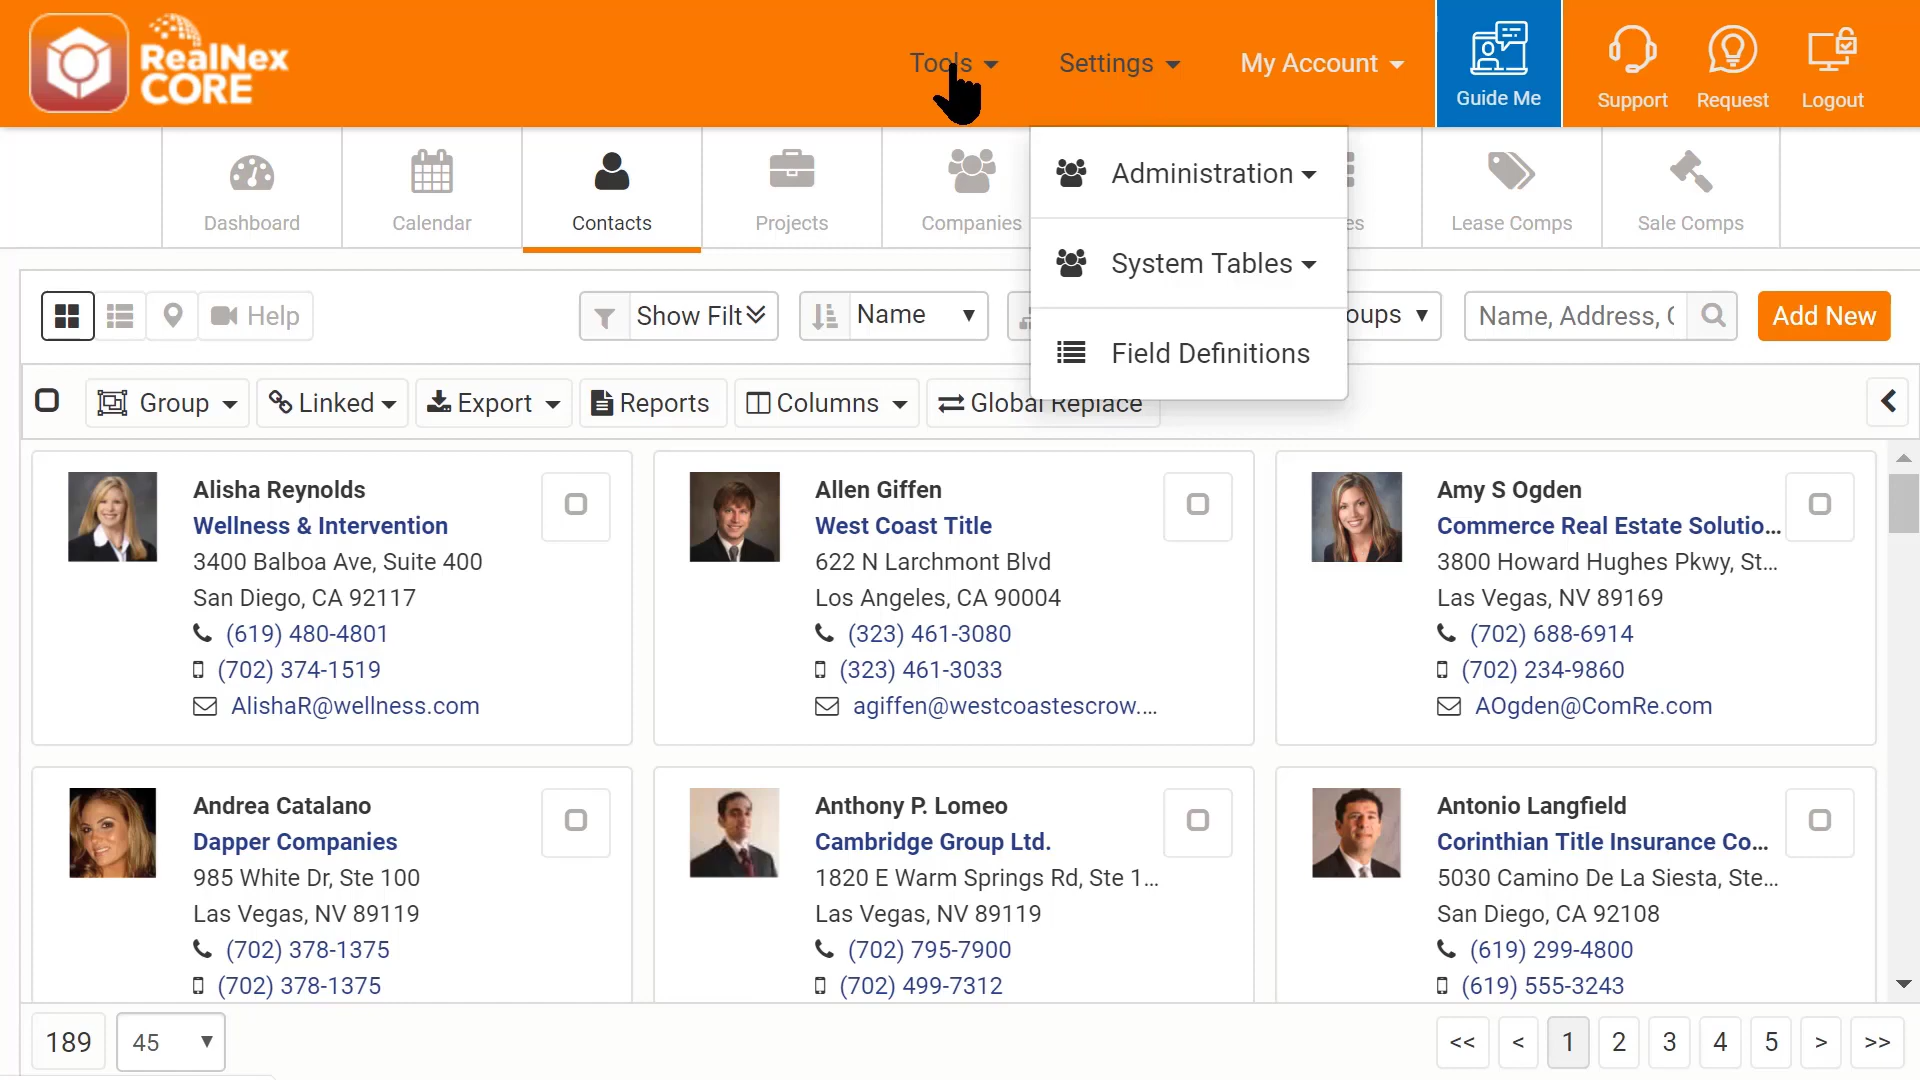 RealNex
CORE
Tools
Settings
My Account
Guide Me
Support
Request
Logout
Dashboard
Calendar
Contacts
Projects
Companies
Administration
System Tables
Field Definitions
es
Lease Comps
Sale Comps
Help
Show Filt
Name
oups
Name, Address, C
Add New
Group
Linked
Export
Reports
Columns
Global Replace
Alisha Reynolds
Wellness & Intervention
3400 Balboa Ave, Suite 400
San Diego, CA 92117
(619) 480-4801
(702) 374-1519
AlishaR@wellness.com
Allen Giffen
West Coast Title
622 N Larchmont Blvd
Los Angeles, CA 90004
(323) 461-3080
(323) 461-3033
agiffen@westcoastescrow....
Amy S Ogden
Commerce Real Estate Solutio...
3800 Howard Hughes Pkwy, St...
Las Vegas, NV 89169
(702) 688-6914
(702) 234-9860
AOgden@ComRe.com
Andrea Catalano
Dapper Companies
985 White Dr, Ste 100
Las Vegas, NV 89119
(702) 378-1375
(702) 378-1375
Anthony P. Lomeo
Cambridge Group Ltd.
1820 E Warm Springs Rd, Ste 1...
Las Vegas, NV 89119
(702) 795-7900
(702) 499-7312
Antonio Langfield
Corinthian Title Insurance Co...
5030 Camino De La Siesta, Ste...
San Diego, CA 92108
(619) 299-4800
(619) 555-3243
189
45
<< < 1 2 3 4 5 > >>